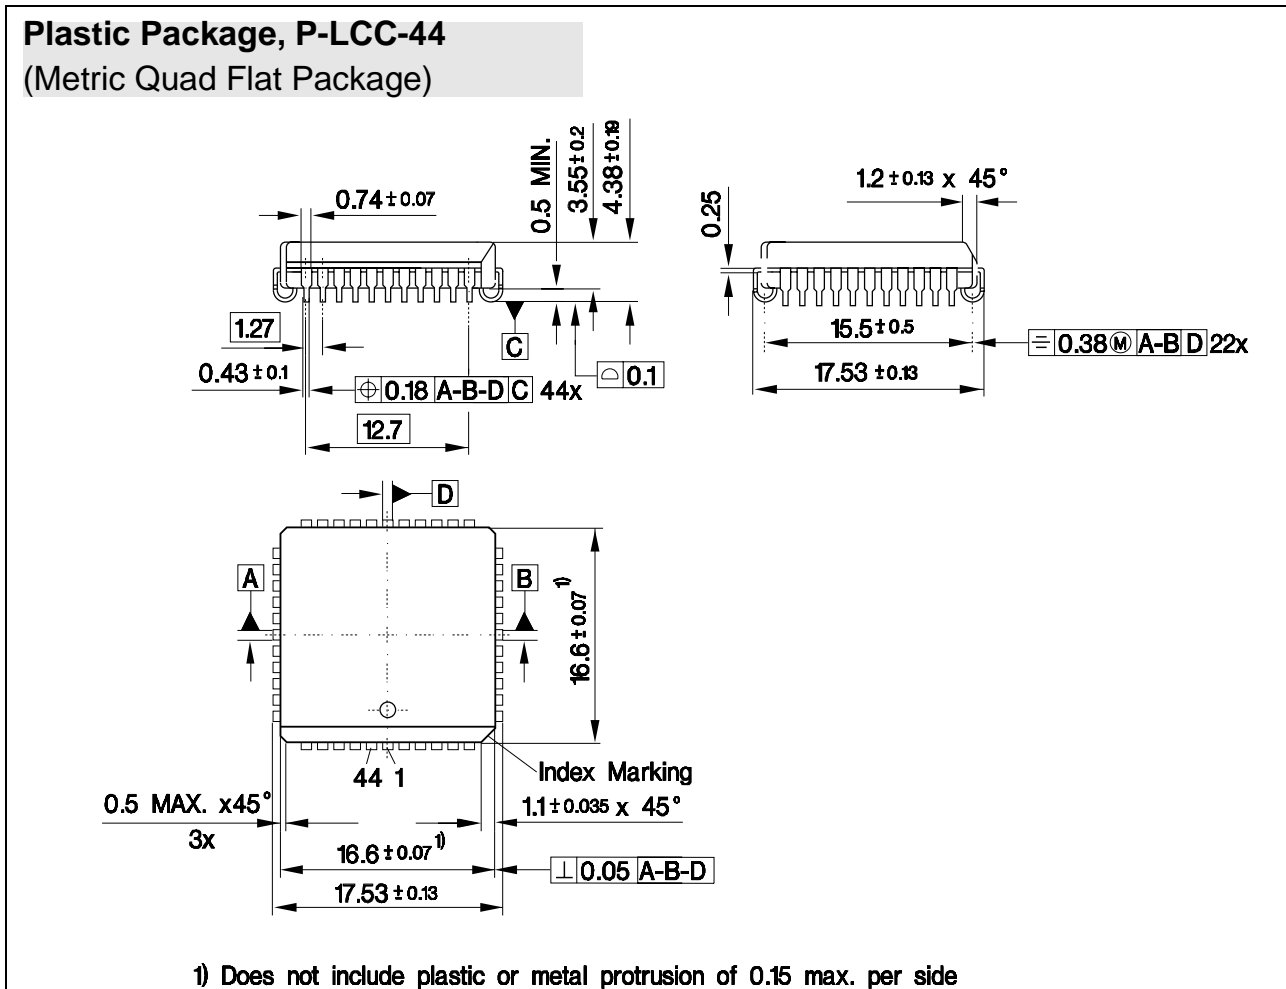 Plastic Package, P-LCC-44
(Metric Quad Flat Package)
0.74 ± 0.07
0.5 MIN.
3.55 ± 0.2
4.38 ± 0.19
1.27
0.43 ± 0.1
⌖ 0.18 A-B-D C 44x
12.7
C
⌓ 0.1
0.25
1.2 ± 0.13 x 45°
15.5 ± 0.5
⌯ 0.38 Ⓜ A-B D 22x
17.53 ± 0.13
D
A
B
16.6 ± 0.07 1)
44 1
Index Marking
0.5 MAX. x45°
3x
1.1 ± 0.035 x 45°
16.6 ± 0.07 1)
⊥ 0.05 A-B-D
17.53 ± 0.13
1) Does not include plastic or metal protrusion of 0.15 max. per side